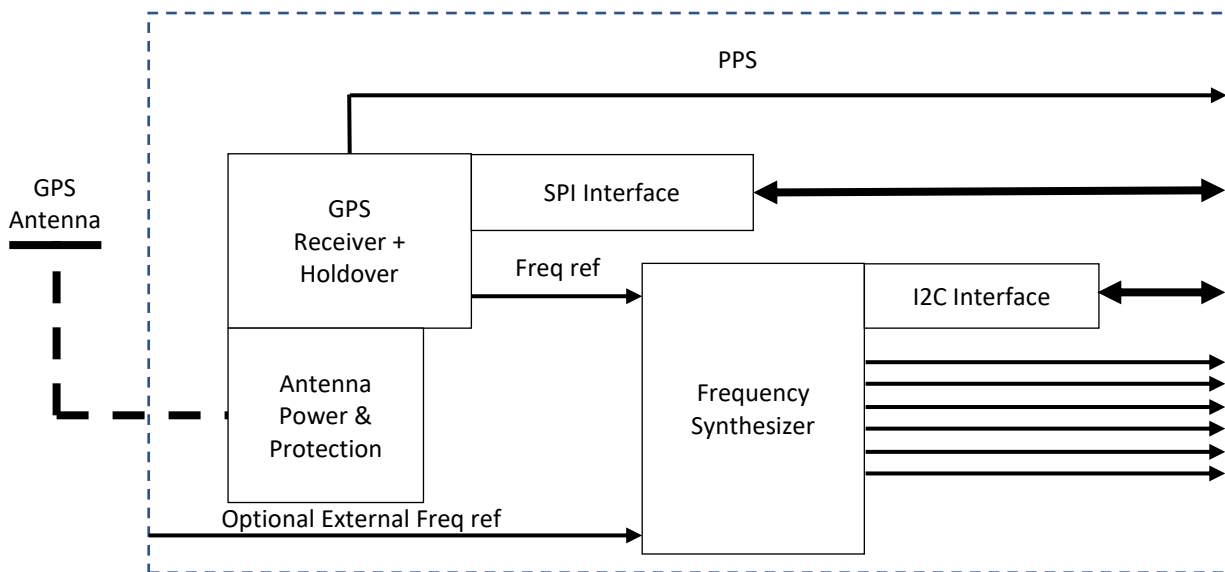 PPS
GPS
Antenna
GPS
Receiver +
Holdover
SPI Interface
Freq ref
I2C Interface
Antenna
Power &
Protection
Frequency
Synthesizer
Optional External Freq ref